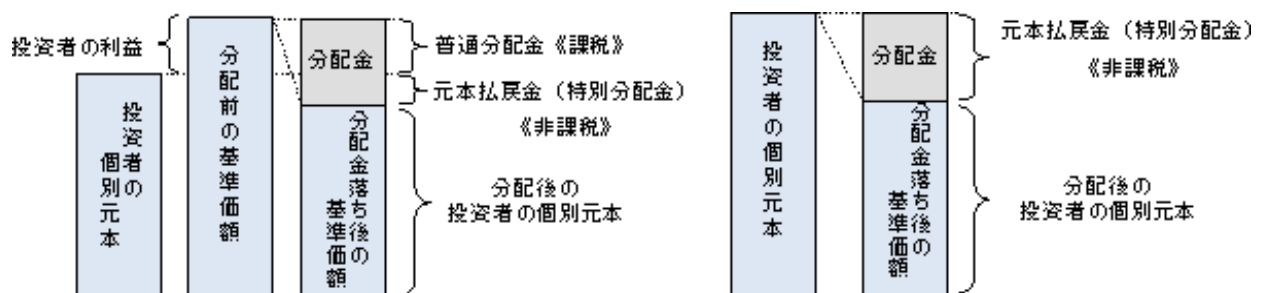 投資者の利益
投資者の
個別元本
分配前の基準価額
分配金
分配金落ち後の
基準価額
普通分配金《課税》
元本払戻金（特別分配金）
《非課税》
分配後の
投資者の個別元本
投資者の個別元本
分配金
分配金落ち後の
基準価額
元本払戻金（特別分配金）
《非課税》
分配後の
投資者の個別元本